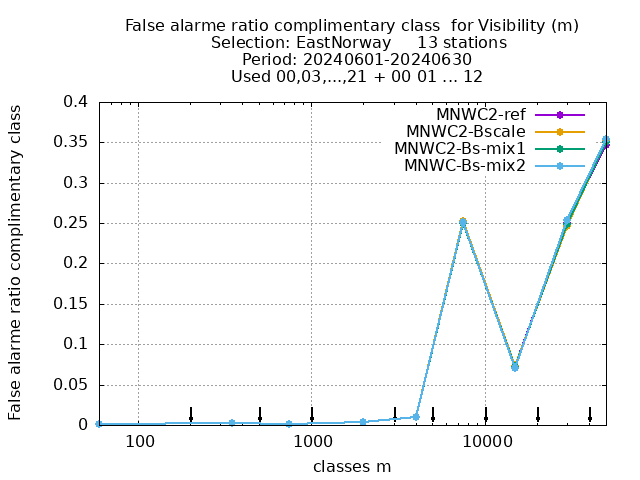 False alarme ratio complimentary class  for Visibility (m)
Selection: EastNorway     13 stations
Period: 20240601-20240630
Used 00,03,...,21 + 00 01 ... 12
False alarme ratio complimentary class
0.4
0.35
0.3
0.25
0.2
0.15
0.1
0.05
0
MNWC2-ref
MNWC2-Bscale
MNWC2-Bs-mix1
MNWC-Bs-mix2
100 1000 10000
classes m